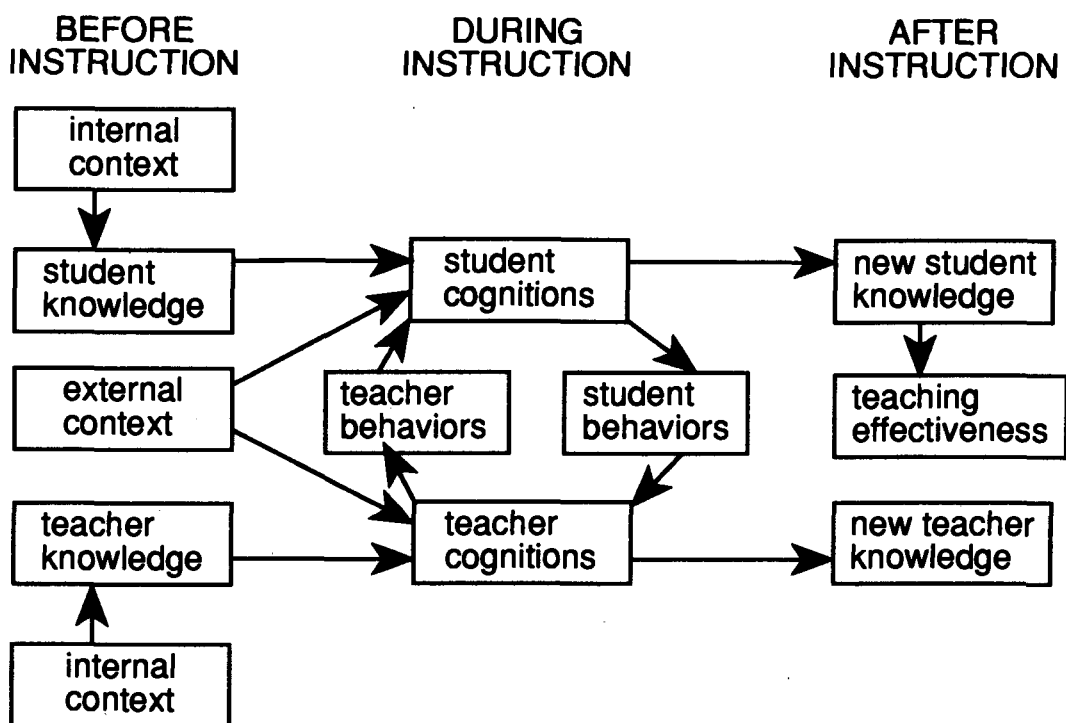 BEFORE
INSTRUCTION
DURING
INSTRUCTION
AFTER
INSTRUCTION
internal
context
student
knowledge
student
cognitions
new student
knowledge
external
context
teacher
behaviors
student
behaviors
teaching
effectiveness
teacher
knowledge
teacher
cognitions
new teacher
knowledge
internal
context